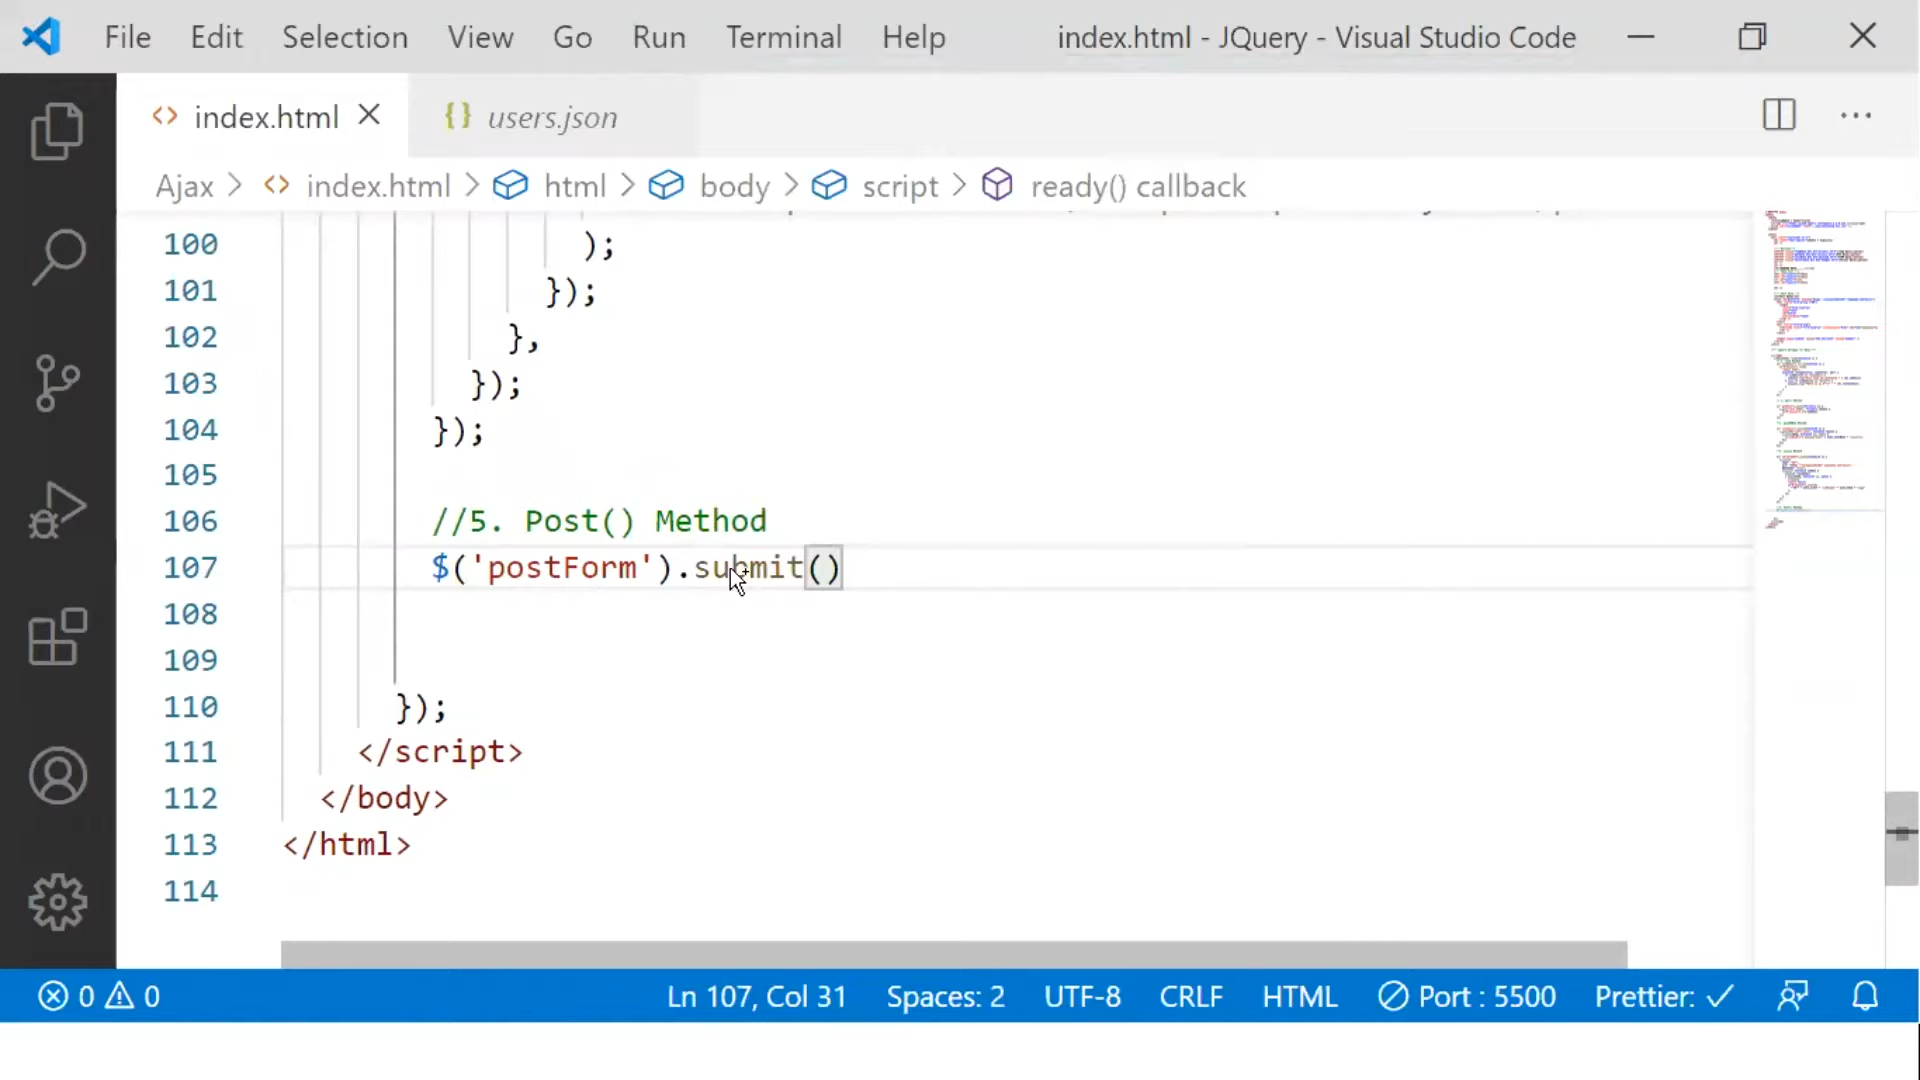 File Edit Selection View Go Run Terminal Help index.html - JQuery - Visual Studio Code
index.html users.json
Ajax > index.html > html > body > script > ready() callback
100 );
101 });
102 },
103 });
104 });
105
106 //5. Post() Method
107 $('postForm').submit()
108
109
110 });
111 </script>
112 </body>
113 </html>
114
0 0 Ln 107, Col 31 Spaces: 2 UTF-8 CRLF HTML Port : 5500 Prettier: ✓